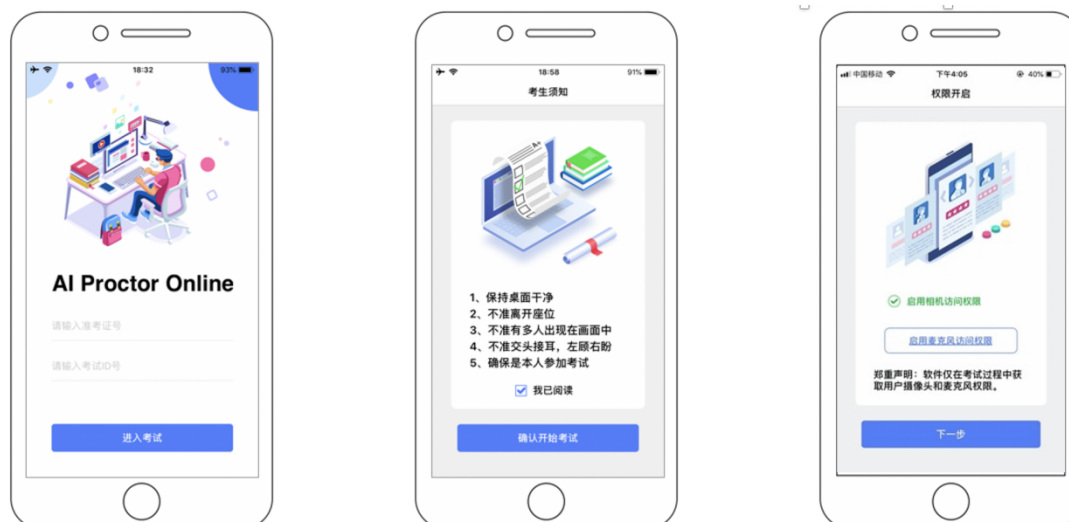 18:32
93%
AI Proctor Online
请输入准考证号
请输入考试ID号
进入考试
18:58
91%
考生须知
A+
1、保持桌面干净
2、不准离开座位
3、不准有多人出现在画面中
4、不准交头接耳，左顾右盼
5、确保是本人参加考试
我已阅读
确认开始考试
中国移动
下午4:05
40%
权限开启
启用相机访问权限
启用麦克风访问权限
郑重声明：软件仅在考试过程中获
取用户摄像头和麦克风权限。
下一步